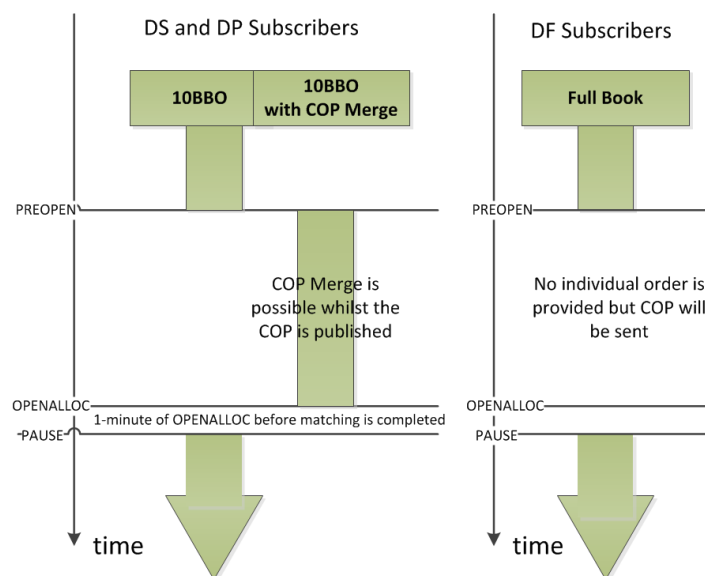 DS and DP Subscribers
DF Subscribers
10BBO
10BBO
with COP Merge
Full Book
PREOPEN
PREOPEN
COP Merge is
possible whilst the
COP is published
No individual order is
provided but COP will
be sent
OPENALLOC
OPENALLOC
1-minute of OPENALLOC before matching is completed
PAUSE
PAUSE
time
time